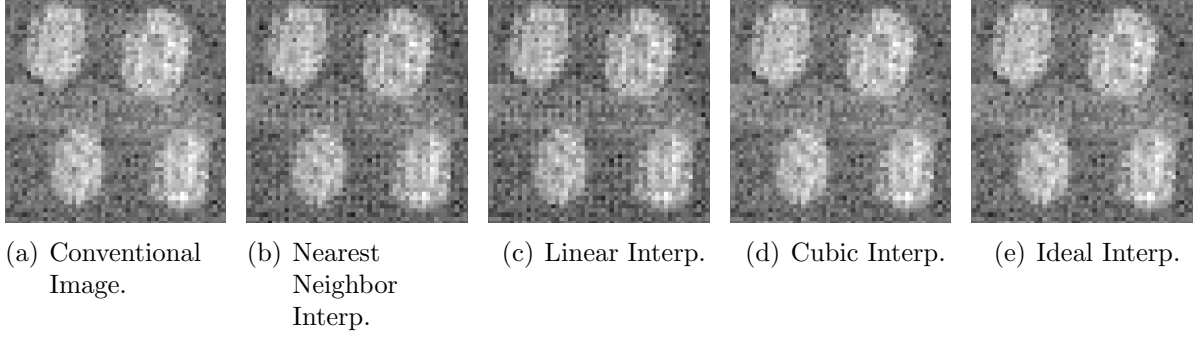 (a) Conventional
Image.
(b) Nearest
Neighbor
Interp.
(c) Linear Interp.
(d) Cubic Interp.
(e) Ideal Interp.